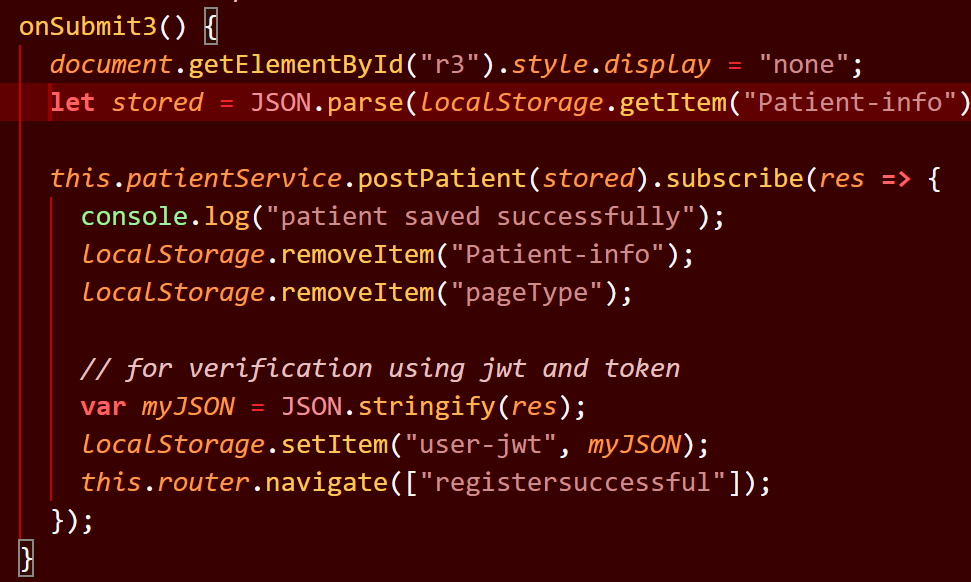 onSubmit3() {
document.getElementById("r3").style.display = "none";
let stored = JSON.parse(localStorage.getItem("Patient-info")
this.patientService.postPatient(stored).subscribe(res => {
console.log("patient saved successfully");
localStorage.removeItem("Patient-info");
localStorage.removeItem("pageType");
// for verification using jwt and token
var myJSON = JSON.stringify(res);
localStorage.setItem("user-jwt", myJSON);
this.router.navigate(["registersuccessful"]);
});
}